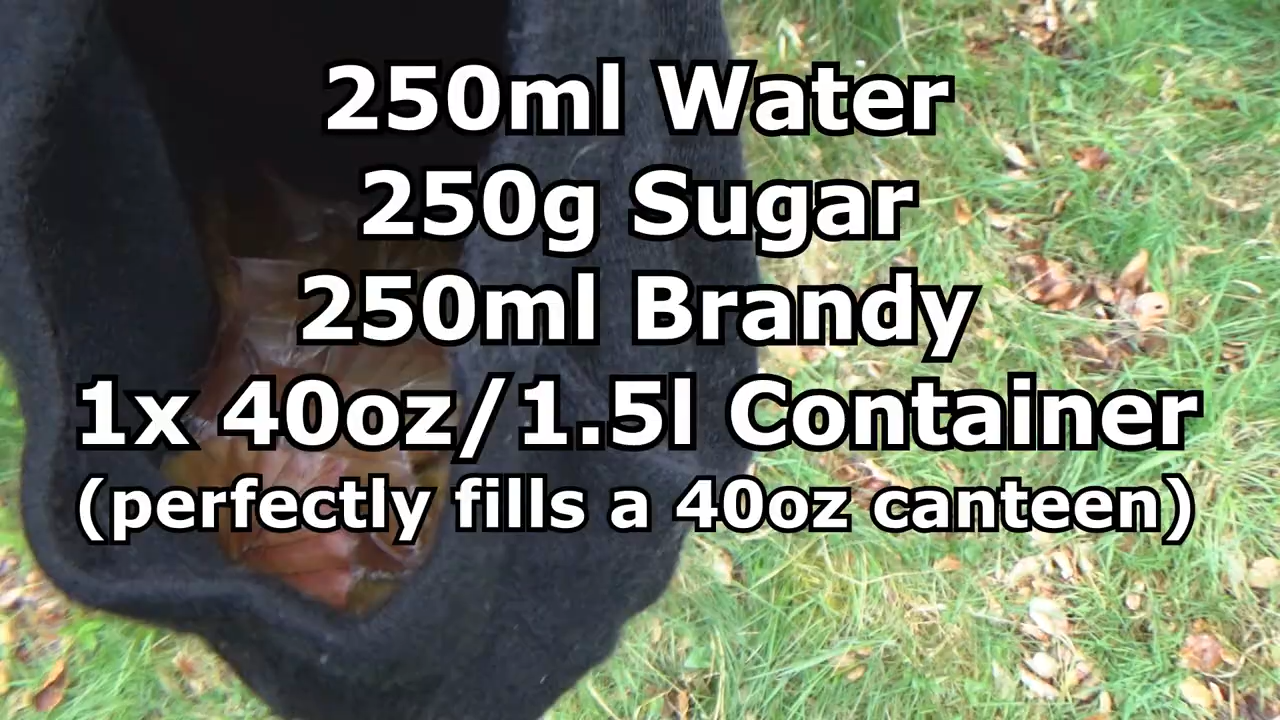 250ml Water
250g Sugar
250ml Brandy
1x 40oz/1.5l Container
(perfectly fills a 40oz canteen)